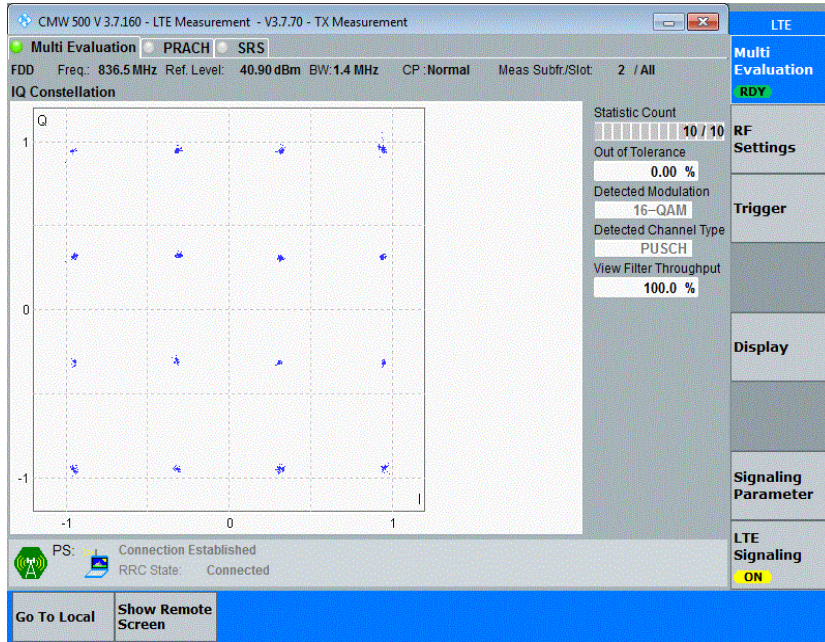 CMW 500 V 3.7.160 - LTE Measurement - V3.7.70 - TX Measurement
LTE
Multi Evaluation PRACH SRS
Multi
Evaluation
RDY
FDD Freq.: 836.5 MHz Ref. Level: 40.90 dBm BW: 1.4 MHz CP : Normal Meas Subfr./Slot: 2 / All
IQ Constellation
Q
1
0
-1
I
-1 0 1
Statistic Count
10 / 10
Out of Tolerance
0.00 %
Detected Modulation
16-QAM
Detected Channel Type
PUSCH
View Filter Throughput
100.0 %
RF
Settings
Trigger
Display
Signaling
Parameter
LTE
Signaling
ON
PS: Connection Established
RRC State: Connected
Go To Local
Show Remote
Screen